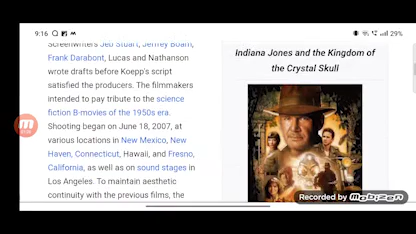 9:16
29%
Screenwriters Jeb Stuart, Jeffrey Boam,
Frank Darabont, Lucas and Nathanson
wrote drafts before Koepp's script
satisfied the producers. The filmmakers
intended to pay tribute to the science
fiction B-movies of the 1950s era.
Shooting began on June 18, 2007, at
various locations in New Mexico, New
Haven, Connecticut, Hawaii, and Fresno,
California, as well as on sound stages in
Los Angeles. To maintain aesthetic
continuity with the previous films, the
Indiana Jones and the Kingdom of
the Crystal Skull
Recorded by Mobizen